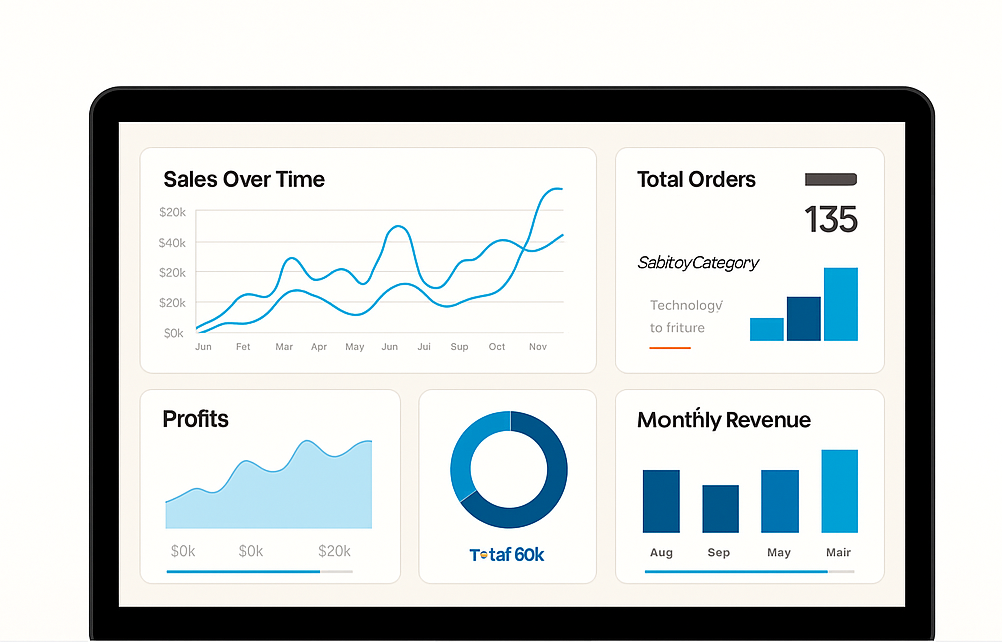 Sales Over Time
$20k
$40k
$20k
$20k
$0k
Jun Fet Mar Apr May Jun Jui Sup Oct Nov
Total Orders
135
SabitoyCategory
Technology
to friture
Profits
$0k $0k $20k
Totaf 60k
Monthly Revenue
Aug Sep May Mair